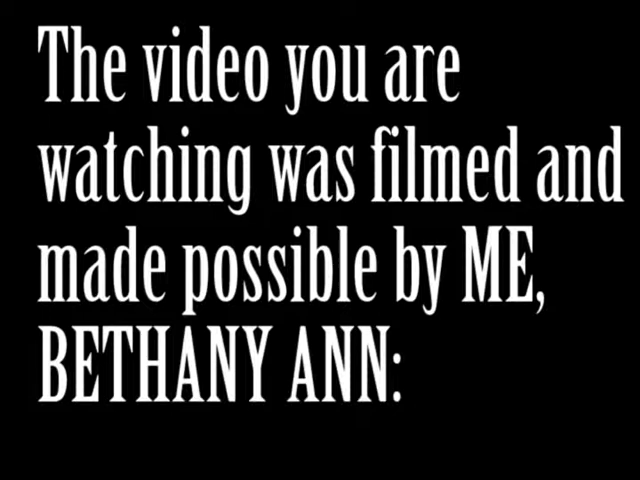 The video you are
watching was filmed and
made possible by ME,
BETHANY ANN: